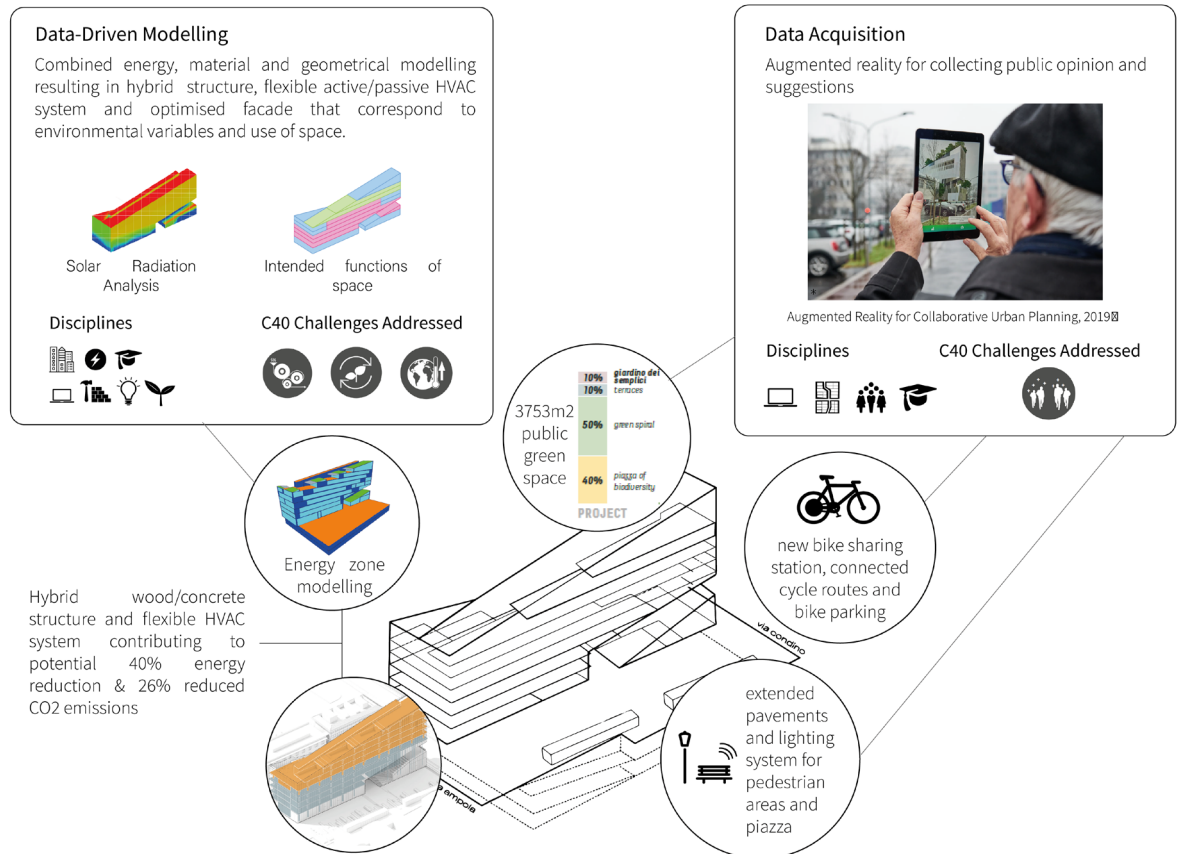 Data-Driven Modelling
Combined energy, material and geometrical modelling
resulting in hybrid structure, flexible active/passive HVAC
system and optimised facade that correspond to
environmental variables and use of space.
Solar Radiation
Analysis
Intended functions of
space
Disciplines
C40 Challenges Addressed
Data Acquisition
Augmented reality for collecting public opinion and
suggestions
*
Augmented Reality for Collaborative Urban Planning, 2019
Disciplines
C40 Challenges Addressed
3753m2
public
green
space
10% giardino dei
semplici
10% terraces
50% green spiral
40% piazza of
biodiversity
PROJECT
Energy zone
modelling
new bike sharing
station, connected
cycle routes and
bike parking
Hybrid wood/concrete
structure and flexible HVAC
system contributing to
potential 40% energy
reduction & 26% reduced
CO2 emissions
via condino
extended
pavements
and lighting
system for
pedestrian
areas and
piazza
a ampola